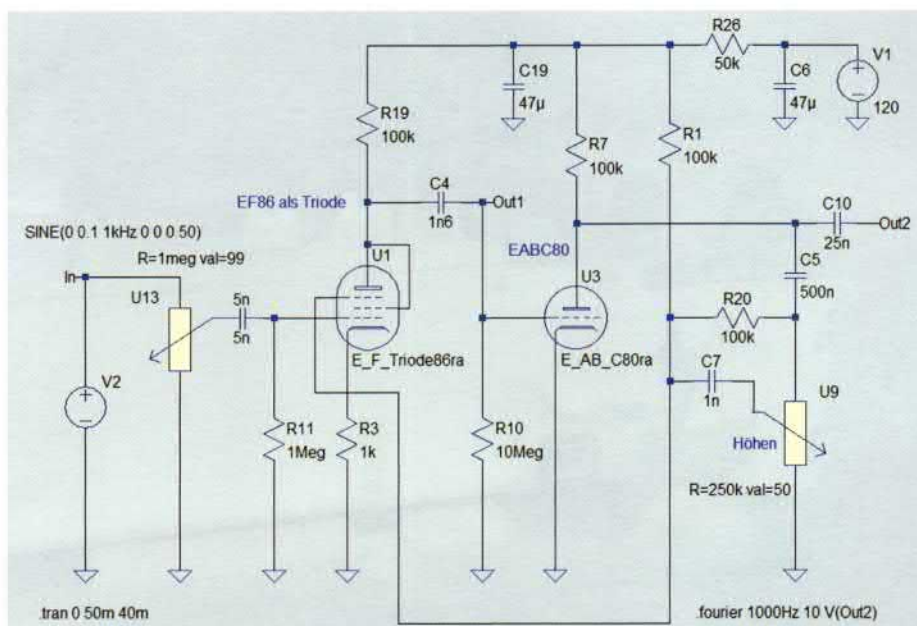 R26
50k
V1
120
C19
47µ
C6
47µ
R19
100k
R7
100k
R1
100k
EF86 als Triode
C4
1n6
Out1
C10
25n
Out2
SINE(0 0.1 1kHz 0 0 0 50)
R=1meg val=99
In
U13
5n
5n
U1
EABC80
U3
C5
500n
R20
100k
E_F_Triode86ra
E_AB_C80ra
V2
C7
1n
U9
R11
1Meg
R3
1k
R10
10Meg
Höhen
R=250k val=50
.tran 0 50m 40m
.fourier 1000Hz 10 V(Out2)